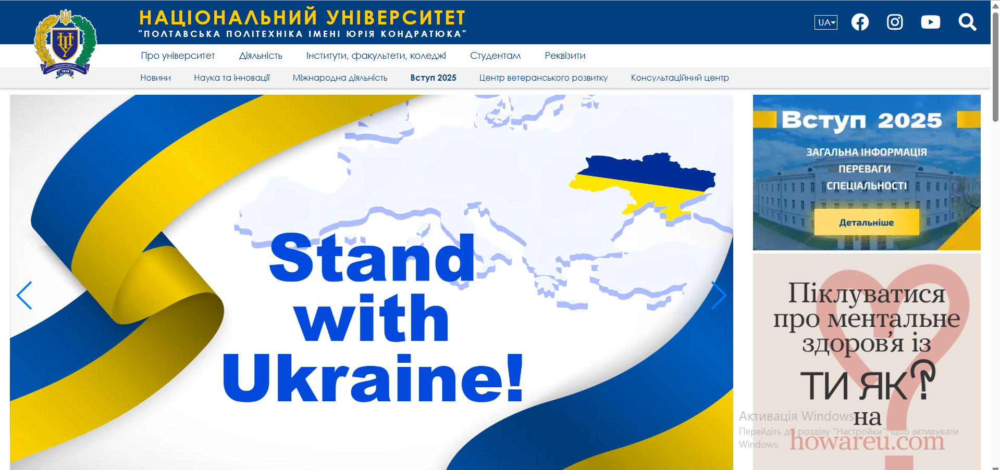 НАЦІОНАЛЬНИЙ УНІВЕРСИТЕТ
"ПОЛТАВСЬКА ПОЛІТЕХНІКА ІМЕНІ ЮРІЯ КОНДРАТЮКА"
UA
Про університет Діяльність Інститути, факультети, коледжі Студентам Реквізити
Новини Наука та інновації Міжнародна діяльність Вступ 2025 Центр ветеранського розвитку Консультаційний центр
1818
Stand
with
Ukraine!
Вступ 2025
ЗАГАЛЬНА ІНФОРМАЦІЯ
ПЕРЕВАГИ
СПЕЦІАЛЬНОСТІ
Детальніше
Піклуватися
про ментальне
здоров'я із
ТИ ЯК?
на
howareu.com
Активація Windows
Перейдіть до розділу "Настройки", щоб активувати
Windows.